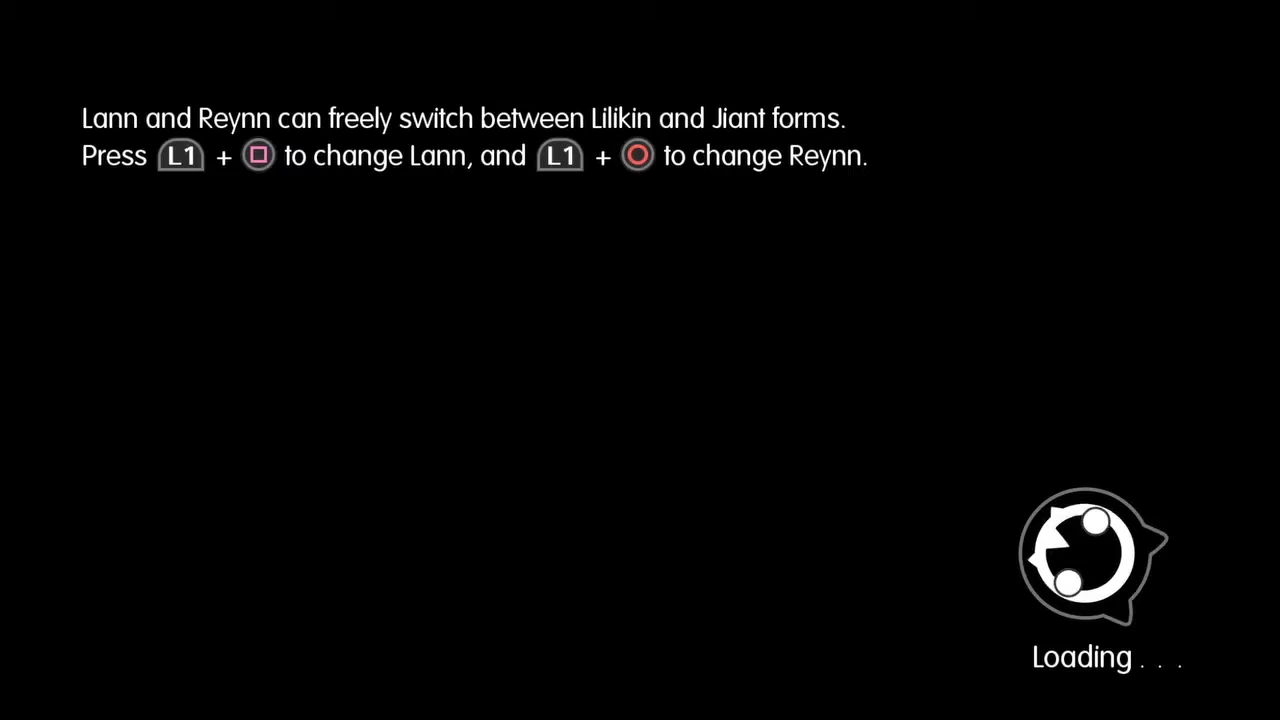 Lann and Reynn can freely switch between Lilikin and Jiant forms.
Press L1 + to change Lann, and L1 + to change Reynn.
Loading . . .